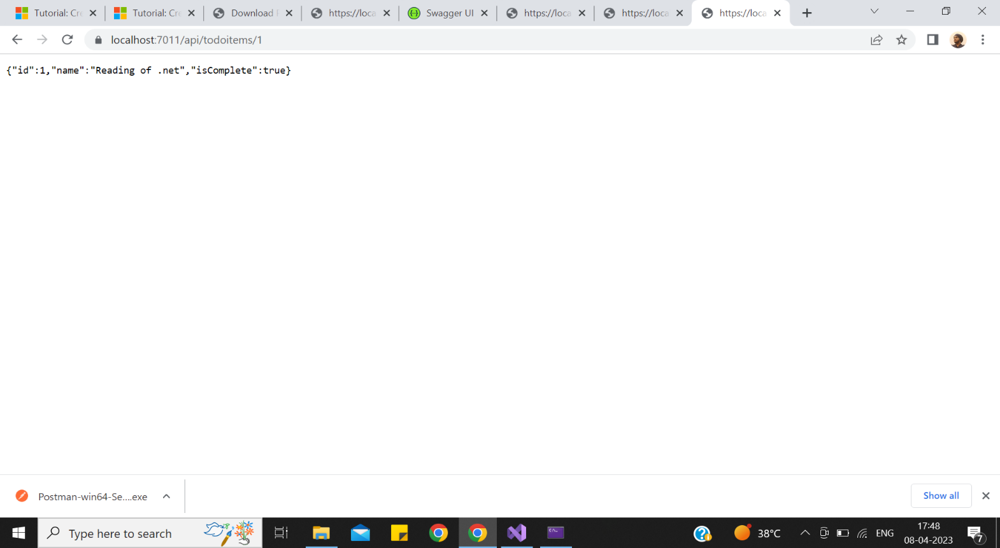 Tutorial: Cre
Tutorial: Cre
Download
https://loca
Swagger UI
https://loca
https://loca
https://loca
localhost:7011/api/todoitems/1
{"id":1,"name":"Reading of .net","isComplete":true}
Postman-win64-Se....exe
Show all
Type here to search
38°C
ENG
17:48
08-04-2023
7